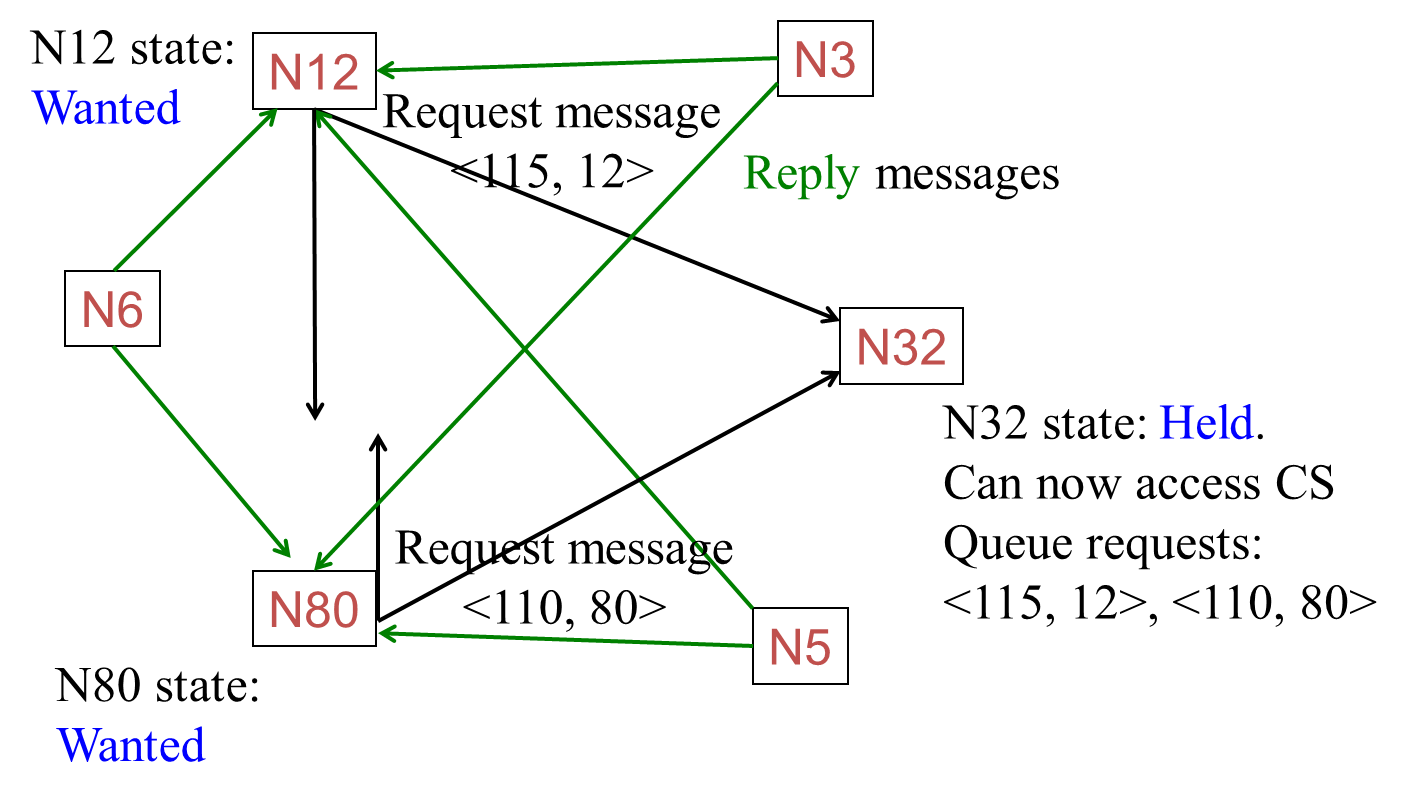 N12 state:
Wanted
N12
N3
Request message
<115, 12>
Reply messages
N6
N32
N32 state: Held.
Can now access CS
Queue requests:
<115, 12>, <110, 80>
Request message
<110, 80>
N80
N5
N80 state:
Wanted